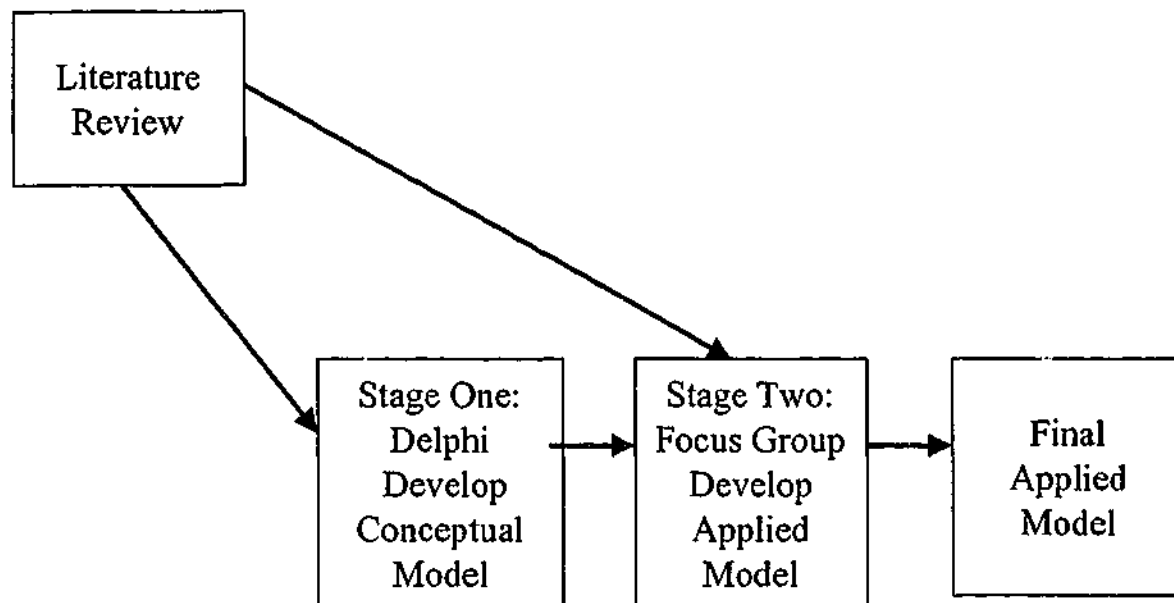 Literature
Review
Stage One:
Delphi
Develop
Conceptual
Model
Stage Two:
Focus Group
Develop
Applied
Model
Final
Applied
Model